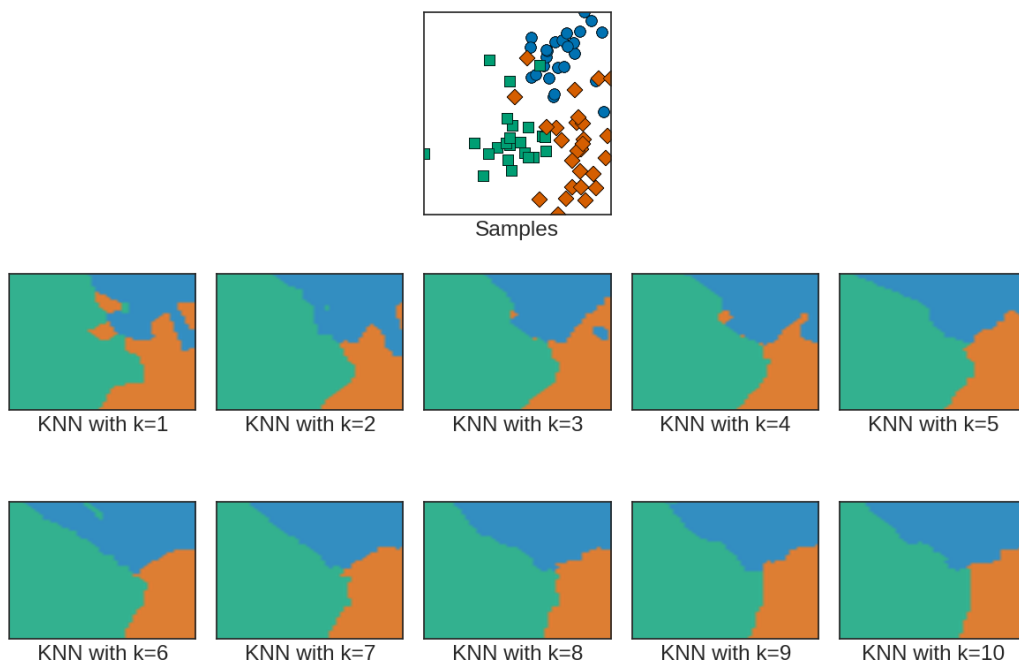 Samples
KNN with k=1
KNN with k=2
KNN with k=3
KNN with k=4
KNN with k=5
KNN with k=6
KNN with k=7
KNN with k=8
KNN with k=9
KNN with k=10